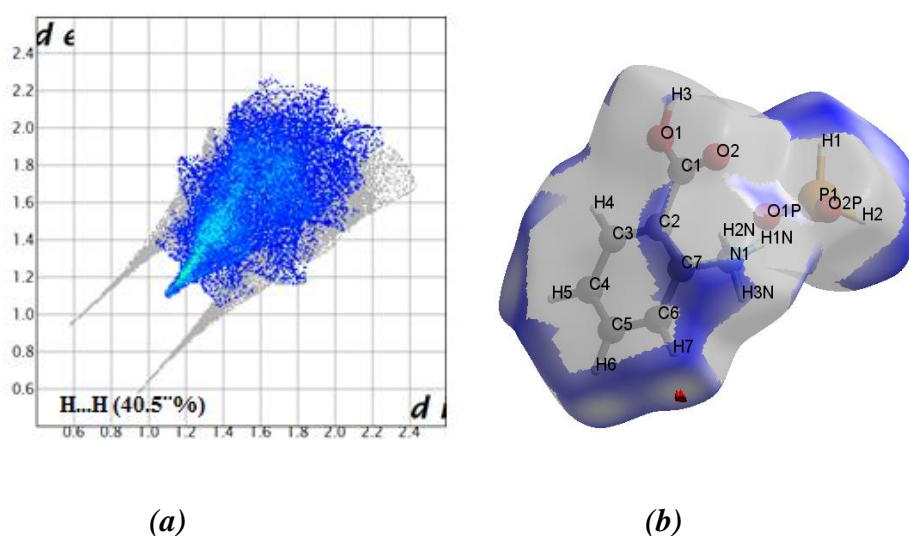 d e
2.4
2.2
2.0
1.8
1.6
1.4
1.2
1.0
0.8
0.6
H...H (40.5¨%)
d i
0.6 0.8 1.0 1.2 1.4 1.6 1.8 2.0 2.2 2.4
H3
O1
O2
C1
H1
P1
O2P
H2
O1P
H4
C3
C2
H2N
H1N
C7
N1
H5
C4
H3N
C6
C5
H7
H6
(a)
(b)